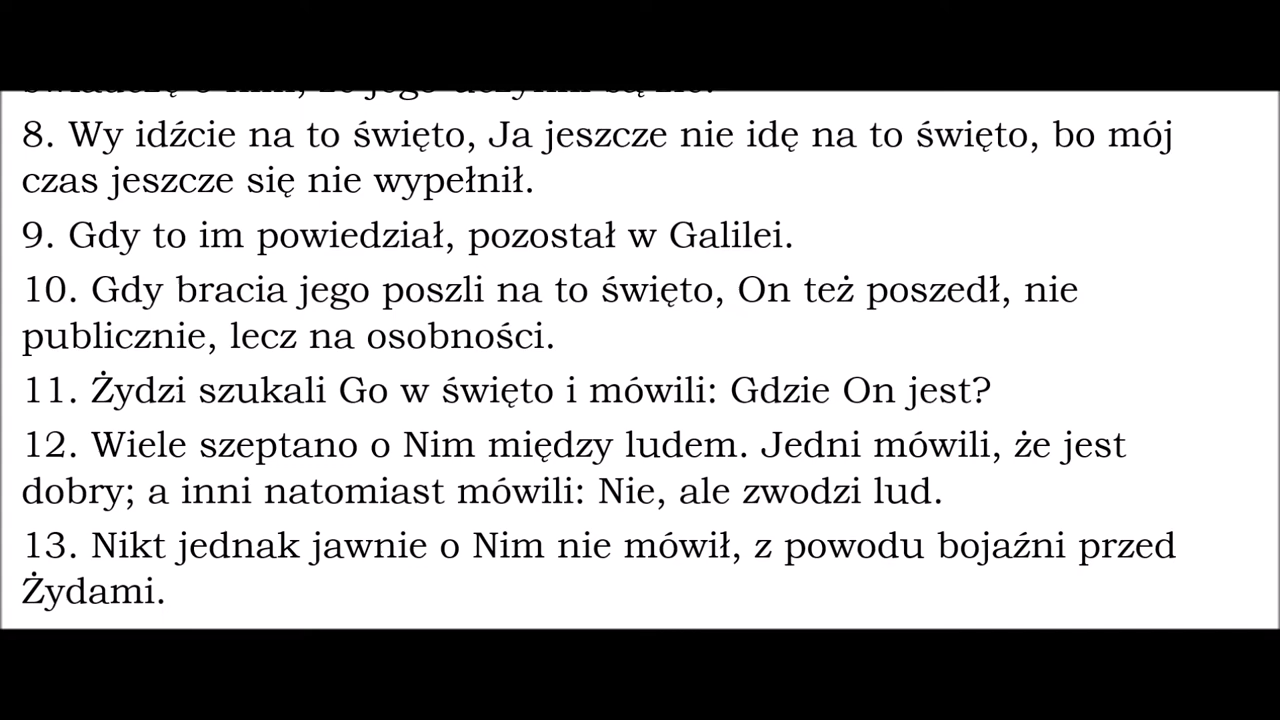 8. Wy idźcie na to święto, Ja jeszcze nie idę na to święto, bo mój
czas jeszcze się nie wypełnił.
9. Gdy to im powiedział, pozostał w Galilei.
10. Gdy bracia jego poszli na to święto, On też poszedł, nie
publicznie, lecz na osobności.
11. Żydzi szukali Go w święto i mówili: Gdzie On jest?
12. Wiele szeptano o Nim między ludem. Jedni mówili, że jest
dobry; a inni natomiast mówili: Nie, ale zwodzi lud.
13. Nikt jednak jawnie o Nim nie mówił, z powodu bojaźni przed
Żydami.